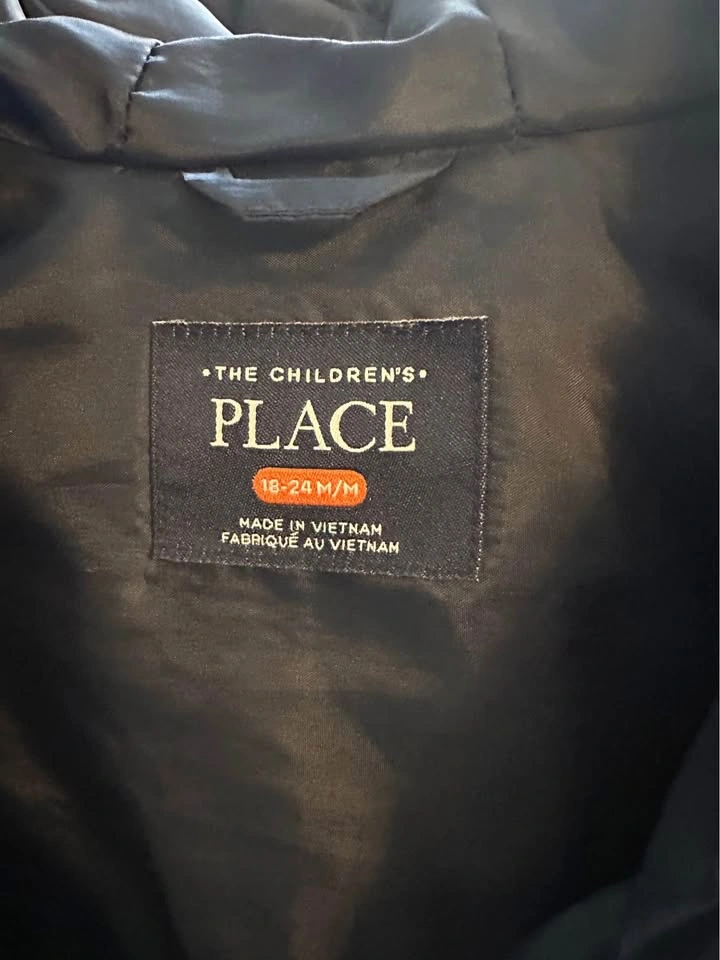 •THE CHILDREN'S•
PLACE
18-24 M/M
MADE IN VIETNAM
FABRIQUÉ AU VIETNAM